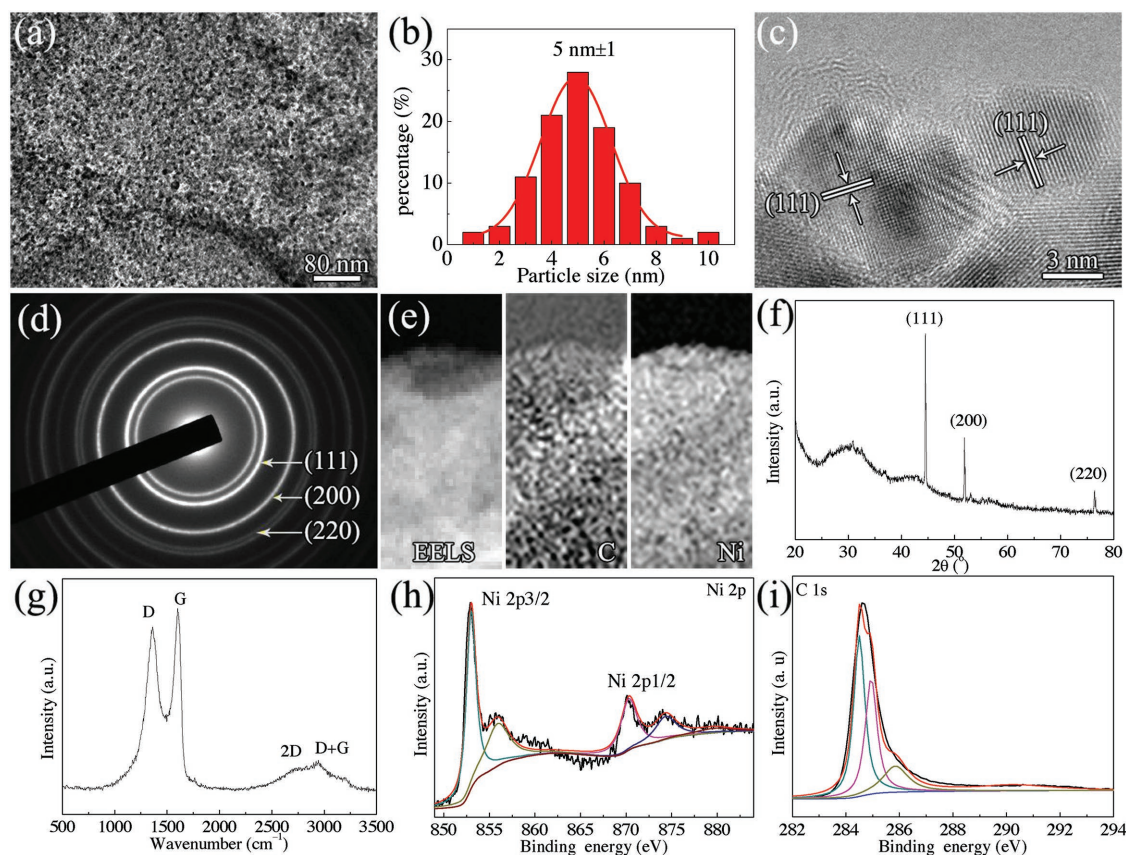 (a)
80 nm
(b)
5 nm±1
percentage (%)
30
20
10
0
0 2 4 6 8 10
Particle size (nm)
(c)
(111)
(111)
3 nm
(d)
(111)
(200)
(220)
(e)
EELS
C
Ni
(f)
(111)
(200)
(220)
Intensity (a.u.)
20 30 40 50 60 70 80
2θ (°)
(g)
D
G
2D
D+G
Intensity (a.u.)
500 1000 1500 2000 2500 3000 3500
Wavenumber (cm⁻¹)
(h)
Ni 2p3/2
Ni 2p
Ni 2p1/2
Intensity (a.u.)
850 855 860 865 870 875 880
Binding energy (eV)
(i)
C 1s
Intensity (a. u)
282 284 286 288 290 292 294
Binding energy (eV)